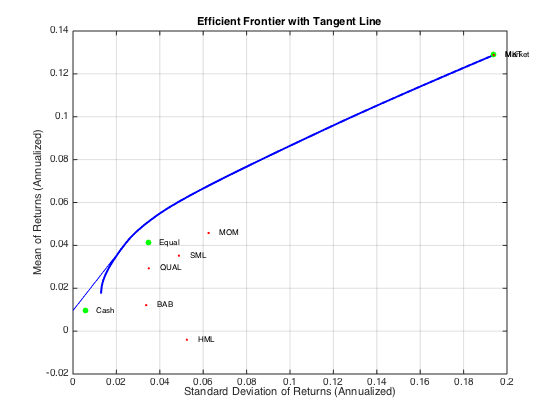 Efficient Frontier with Tangent Line
Mean of Returns (Annualized)
0.14
0.12
0.1
0.08
0.06
0.04
0.02
0
-0.02
Market
MOM
Equal
SML
QUAL
BAB
Cash
HML
0
0.02
0.04
0.06
0.08
0.1
0.12
0.14
0.16
0.18
0.2
Standard Deviation of Returns (Annualized)